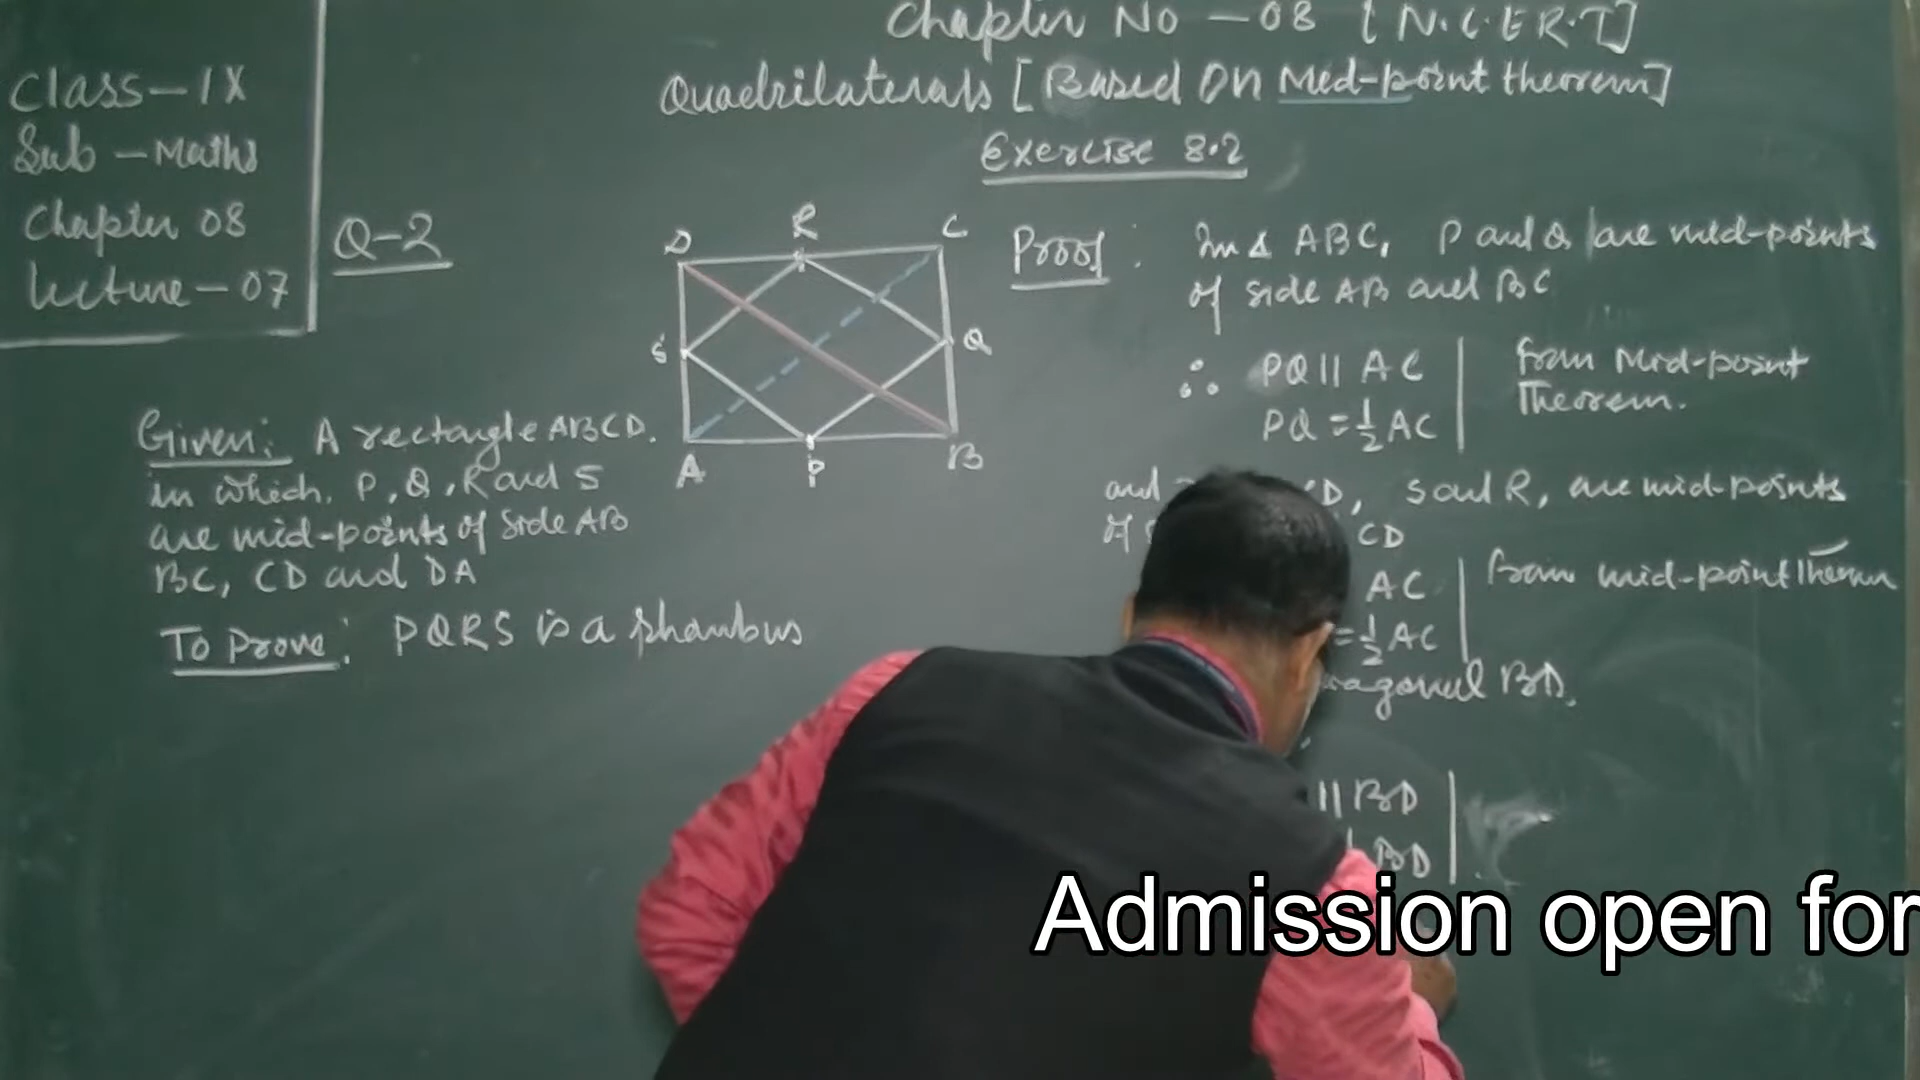 Chapter No — 08 [N.C.E.R.T]
Quadrilaterals [Based on Mid-point theorem]
Exercise 8.2
Class — IX
Sub — Maths
Chapter 08
Lecture — 07
Q-2
D R C
S Q
A P B
Given: A rectangle ABCD.
in which, P, Q, R and S
are mid-points of side AB
BC, CD and DA
To Prove: PQRS is a rhombus
Proof: In Δ ABC, P and Q are mid-points
of side AB and BC
∴ PQ || AC
PQ = 1/2 AC
from Mid-point
Theorem.
and D, S and R, are mid-points
of CD
AC
= 1/2 AC
from mid-point Theorem
BD.
|| BD
BD
Admission open for